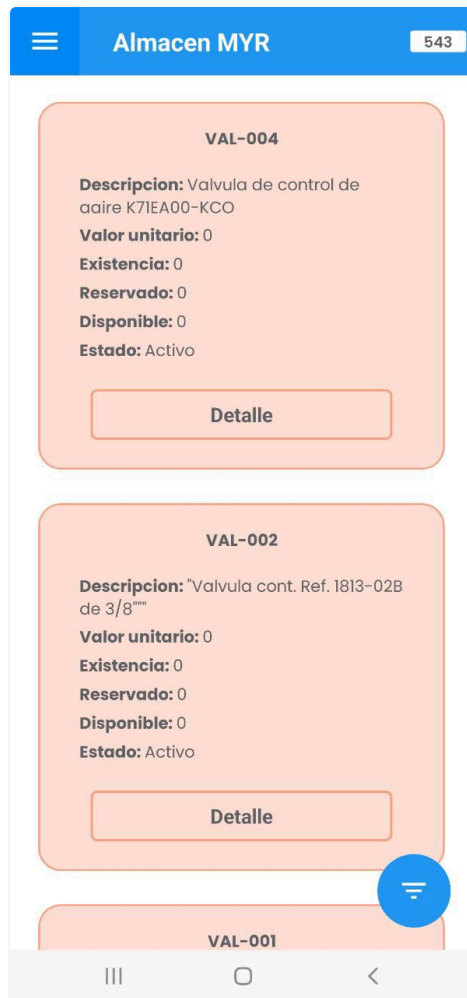 Almacen MYR
543
VAL-004
Descripcion: Valvula de control de
aaire K71EA00-KCO
Valor unitario: 0
Existencia: 0
Reservado: 0
Disponible: 0
Estado: Activo
Detalle
VAL-002
Descripcion: "Valvula cont. Ref. 1813-02B
de 3/8"""
Valor unitario: 0
Existencia: 0
Reservado: 0
Disponible: 0
Estado: Activo
Detalle
VAL-001